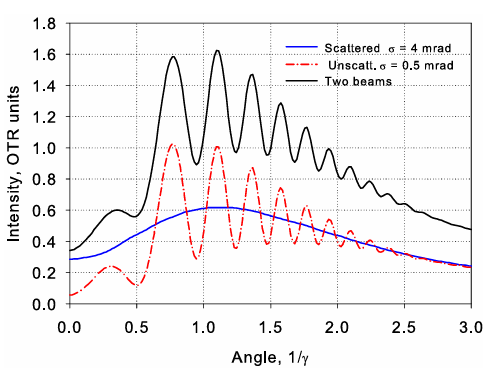 1.8
1.6
1.4
1.2
1.0
0.8
0.6
0.4
0.2
0.0
Intensity, OTR units
Scattered σ = 4 mrad
Unscatt. σ = 0.5 mrad
Two beams
0.0 0.5 1.0 1.5 2.0 2.5 3.0
Angle, 1/γ